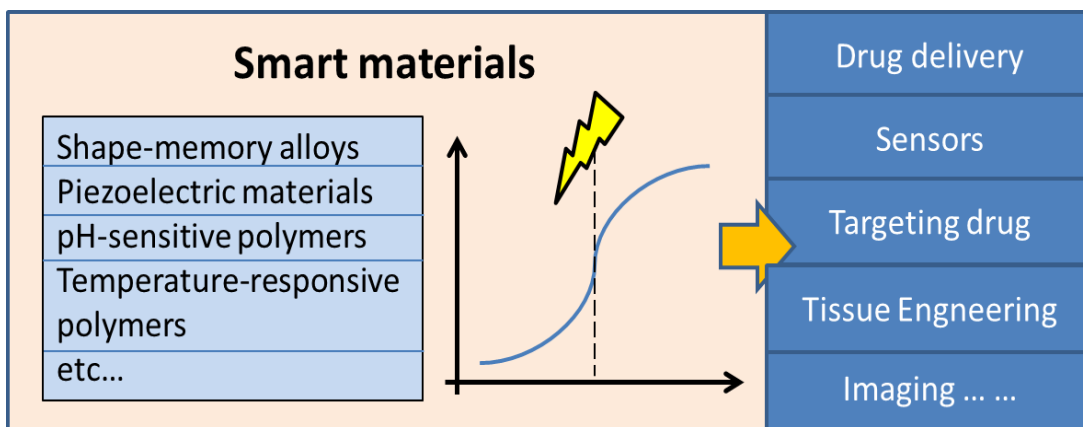 Smart materials
Shape-memory alloys
Piezoelectric materials
pH-sensitive polymers
Temperature-responsive
polymers
etc...
Drug delivery
Sensors
Targeting drug
Tissue Engneering
Imaging ... ...